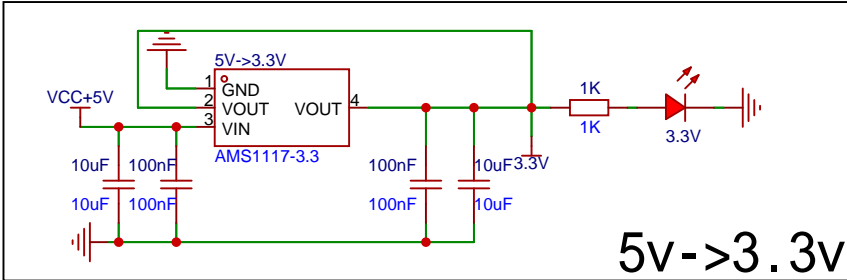 5V->3.3V
1 GND
2 VOUT
VOUT 4
3 VIN
AMS1117-3.3
VCC+5V
10uF
10uF
100nF
100nF
100nF
100nF
10uF
10uF
3.3V
1K
1K
3.3V
5v->3.3v